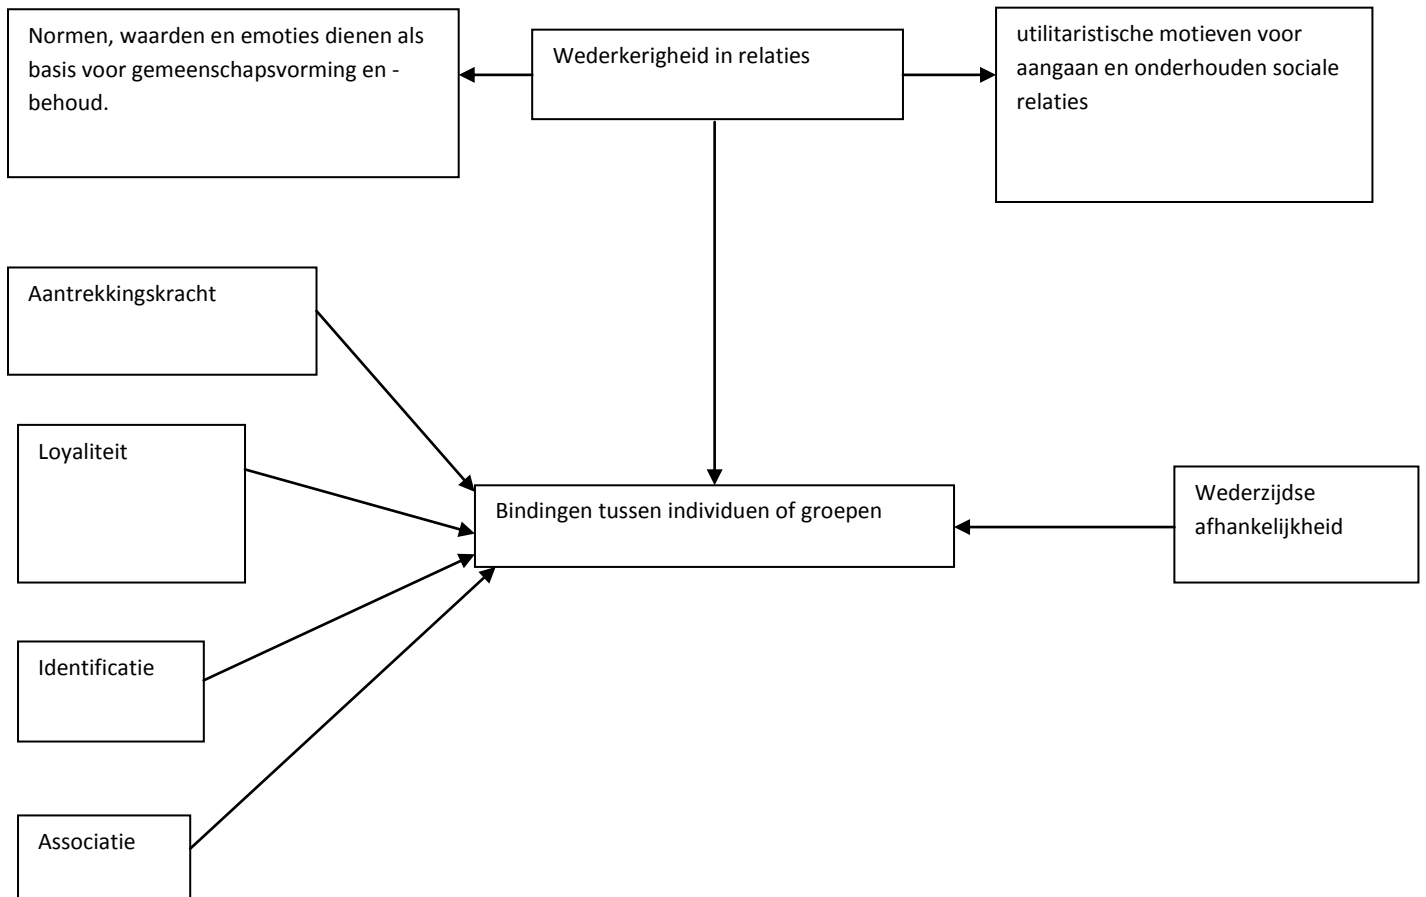 Normen, waarden en emoties dienen als
basis voor gemeenschapsvorming en -
behoud.
Wederkerigheid in relaties
utilitaristische motieven voor
aangaan en onderhouden sociale
relaties
Aantrekkingskracht
Loyaliteit
Bindingen tussen individuen of groepen
Wederzijdse
afhankelijkheid
Identificatie
Associatie